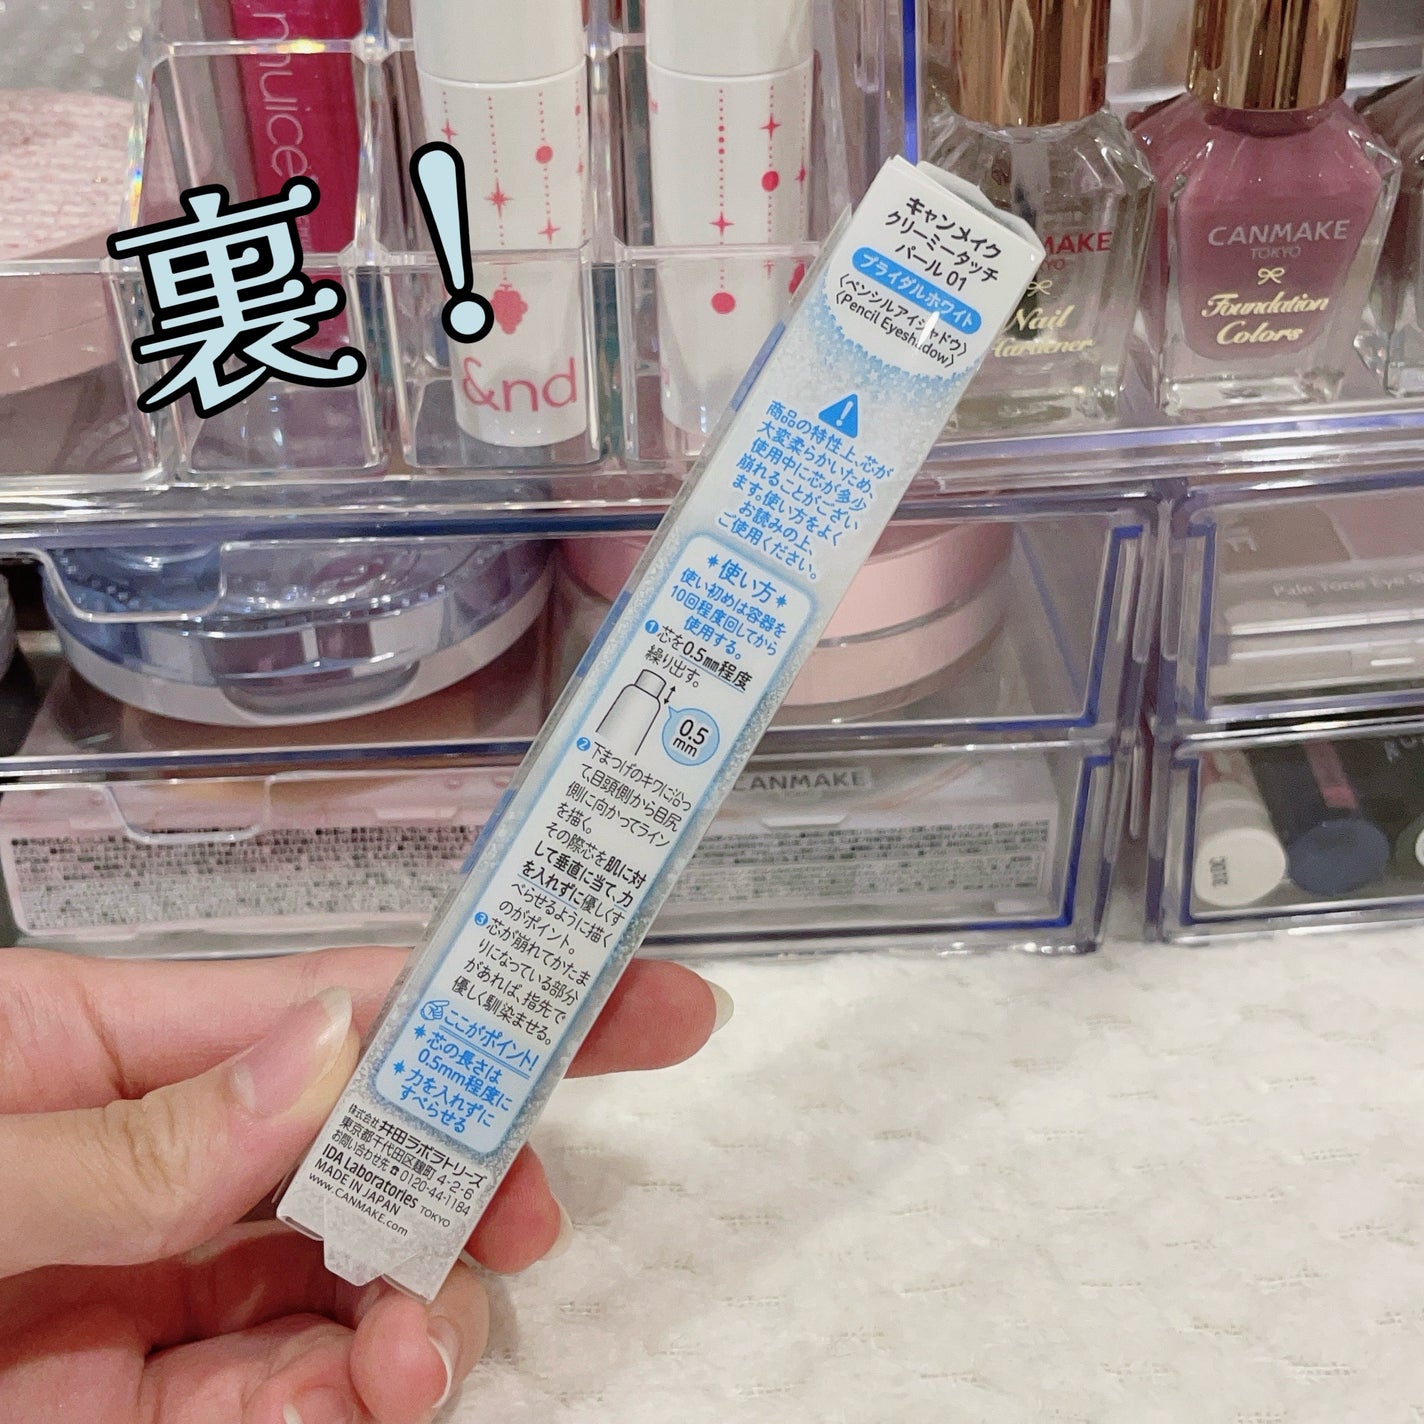 裏!
muice
&nd
&nd
MAKE
YO
Nail
Hardener
CANMAKE
TOKYO
Foundation
Colors
キャンメイク
クリーミータッチ
パール 01
ブライダルホワイト
〈ペンシルアイシャドウ〉
〈Pencil Eyeshadow〉
商品の特性上、芯が
大変柔らかいため、
使用中に芯が多少
崩れることがござい
ます。使い方をよく
お読みの上、
ご使用ください。
使い方
使い初めは容器を
10回程度回してから
使用する。
1 芯を0.5mm程度
繰り出す。
0.5
mm
2 下まつげのキワに沿っ
て、目頭側から目尻
側に向かってライン
を描く。
その際芯を肌に対
して垂直に当て、力
を入れずに優しくす
べらせるように描く
のがポイント。
3 芯が崩れてかたま
りになっている部分
があれば、指先で
優しく馴染ませる。
ここがポイント!
芯の長さは
0.5mm程度に
力を入れずに
すべらせる
株式会社 井田ラボラトリーズ
東京都千代田区麹町 4-2-6
お問い合わせ先 ☎0120-44-1184
IDA Laboratories TOKYO
MADE IN JAPAN
www.CANMAKE.com
CANMAKE